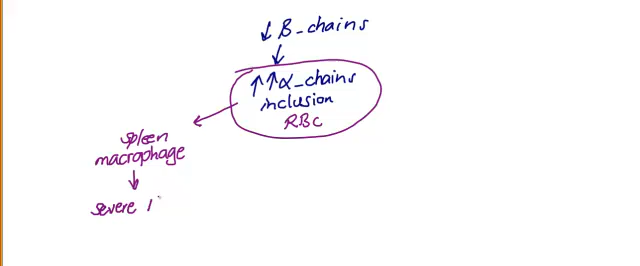 ↓ β-chains
↓
↑↑α-chains
inclusion
RBC
spleen
macrophage
↓
severe